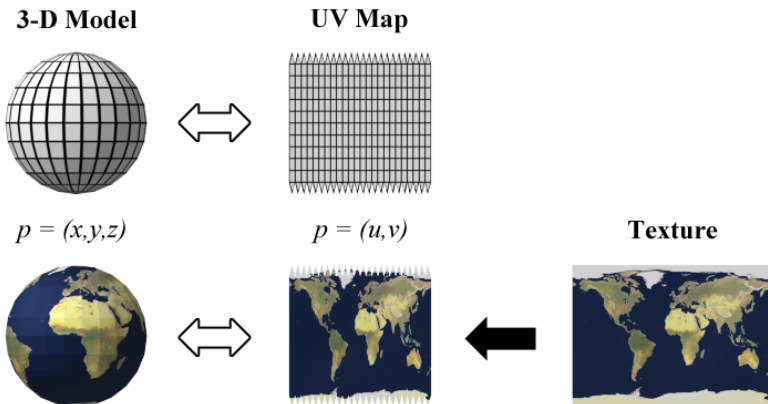 3-D Model
UV Map
p = (x,y,z)
p = (u,v)
Texture